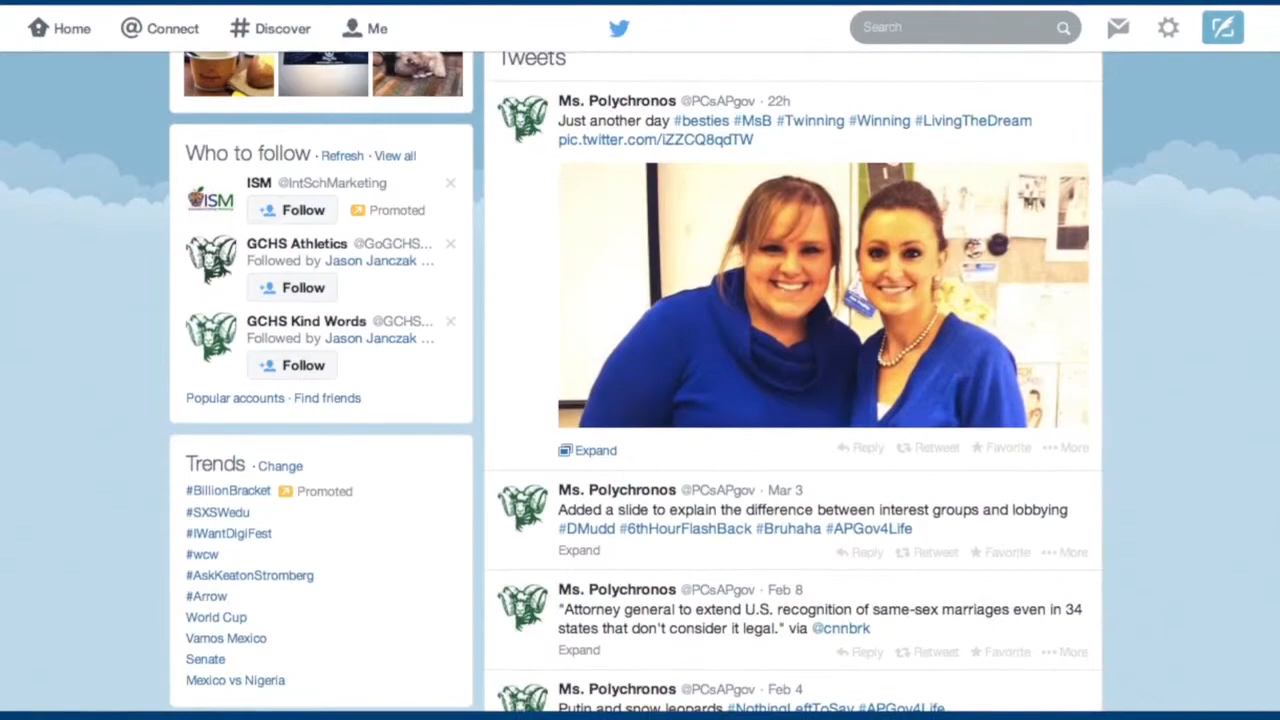 Home
Connect
Discover
Me
Search
Tweets
Who to follow · Refresh · View all
ISM @IntSchMarketing
Follow
Promoted
GCHS Athletics @GoGCHS...
Followed by Jason Janczak ...
Follow
GCHS Kind Words @GCHS...
Followed by Jason Janczak ...
Follow
Popular accounts · Find friends
Trends · Change
#BillionBracket Promoted
#SXSWedu
#IWantDigiFest
#wcw
#AskKeatonStromberg
#Arrow
World Cup
Vamos Mexico
Senate
Mexico vs Nigeria
Ms. Polychronos @PCsAPgov · 22h
Just another day #besties #MsB #Twinning #Winning #LivingTheDream
pic.twitter.com/iZZCQ8qdTW
Expand
Reply Retweet Favorite More
Ms. Polychronos @PCsAPgov · Mar 3
Added a slide to explain the difference between interest groups and lobbying
#DMudd #6thHourFlashBack #Bruhaha #APGov4Life
Expand
Reply Retweet Favorite More
Ms. Polychronos @PCsAPgov · Feb 8
"Attorney general to extend U.S. recognition of same-sex marriages even in 34
states that don't consider it legal." via @cnnbrk
Expand
Reply Retweet Favorite More
Ms. Polychronos @PCsAPgov · Feb 4
Putin and snow leopards #NothingLeftToSay #APGov4Life